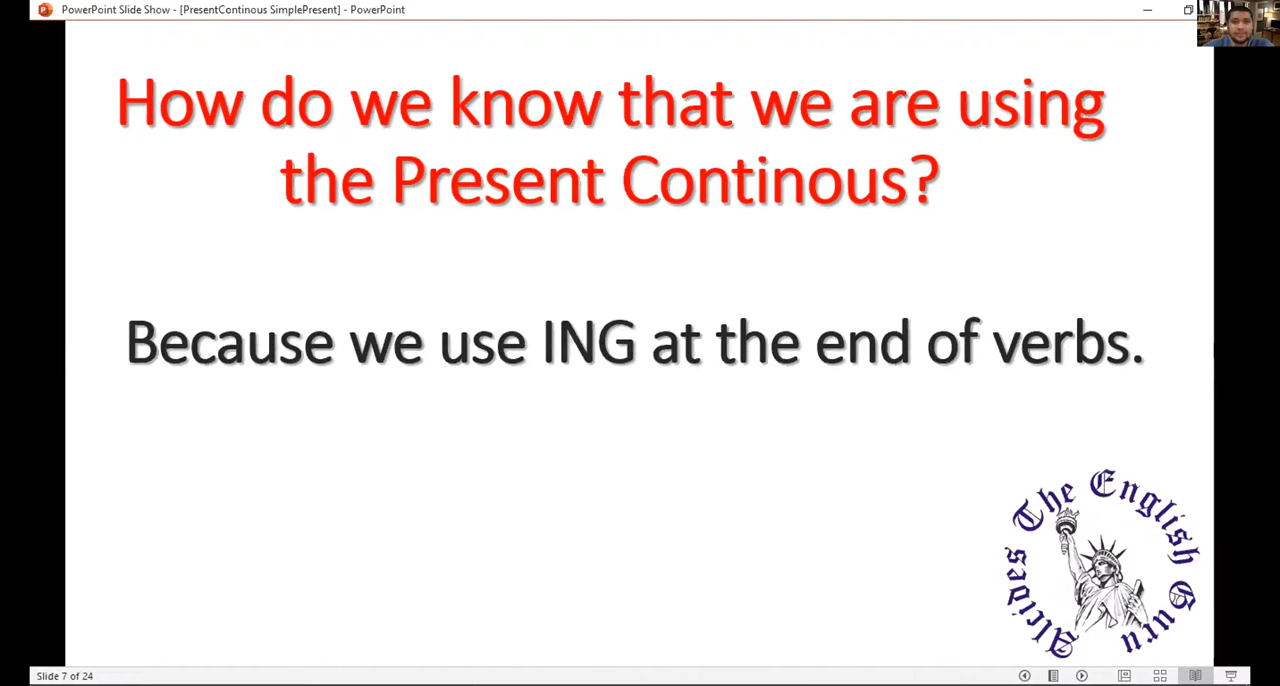 PowerPoint Slide Show - [PresentContinous SimplePresent] - PowerPoint
How do we know that we are using
the Present Continous?
Because we use ING at the end of verbs.
Alcides The English Guru
Slide 7 of 24